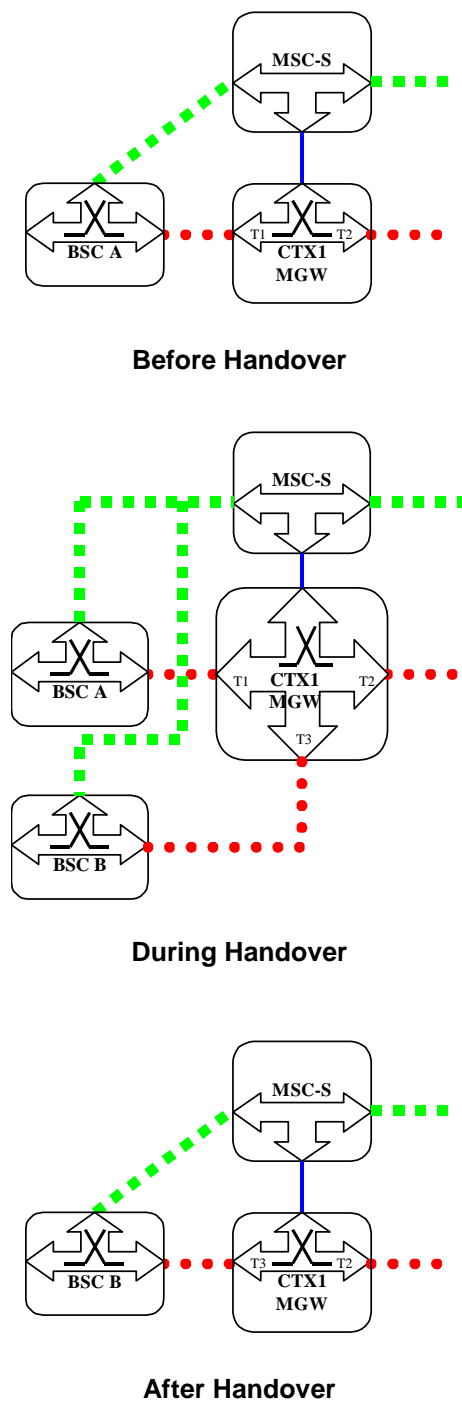 MSC-S
BSC A
T1
T2
CTX1
MGW
Before Handover
MSC-S
BSC A
T1
CTX1
T2
MGW
T3
BSC B
During Handover
MSC-S
BSC B
T3
T2
CTX1
MGW
After Handover